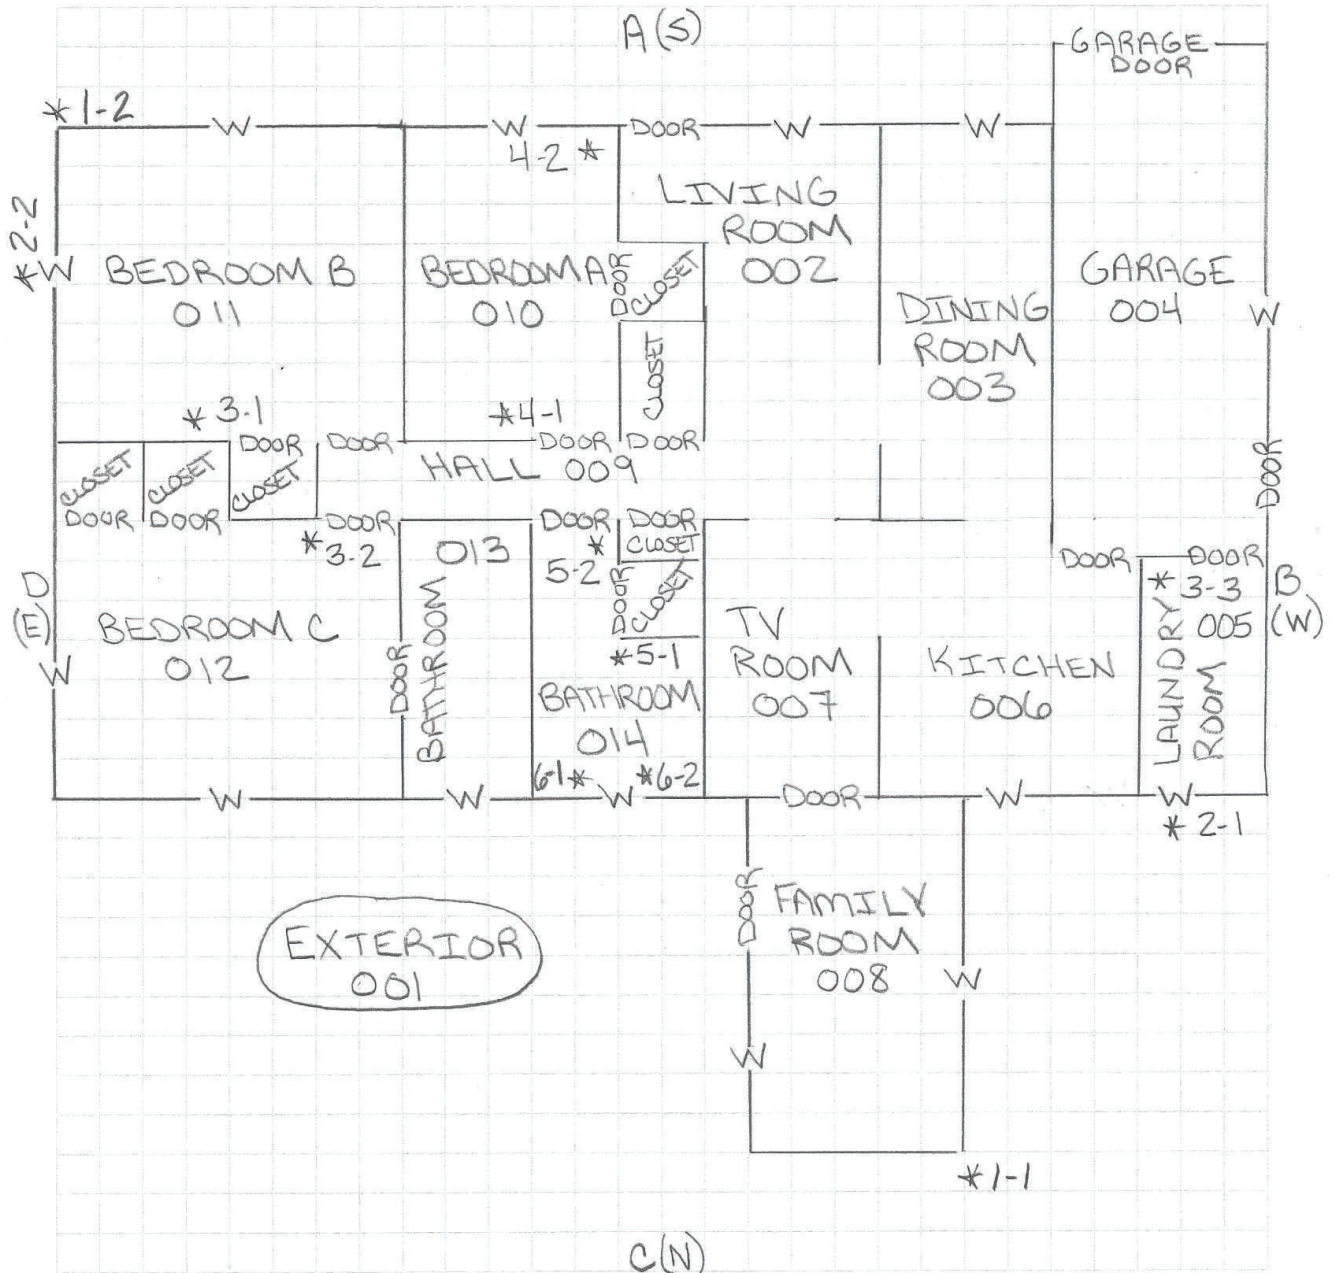 A (S)
GARAGE
DOOR
* 1-2
W
W
DOOR
W
W
4-2 *
*2-2
W
LIVING
ROOM
002
BEDROOM B
011
BEDROOM A
010
DOOR
CLOSET
GARAGE
004
W
DINING
ROOM
003
CLOSET
* 3-1
*4-1
DOOR
DOOR
DOOR
DOOR
DOOR
HALL 009
CLOSET
CLOSET
CLOSET
DOOR
DOOR
DOOR
DOOR
DOOR
*
3-2
013
*
5-2
CLOSET
DOOR
CLOSET
DOOR
DOOR
* 3-3
005
B
(W)
D
(E)
W
BEDROOM C
012
DOOR
BATHROOM
*5-1
BATHROOM
014
TV
ROOM
007
KITCHEN
006
LAUNDRY
ROOM
6-1*
*6-2
W
W
W
DOOR
W
W
* 2-1
EXTERIOR
001
DOOR
FAMILY
ROOM
008
W
W
*1-1
C (N)